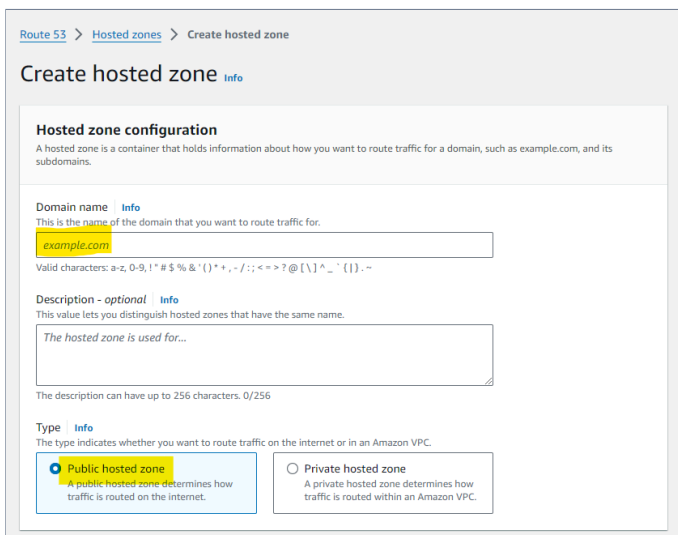 Route 53 > Hosted zones > Create hosted zone
Create hosted zone Info
Hosted zone configuration
A hosted zone is a container that holds information about how you want to route traffic for a domain, such as example.com, and its
subdomains.
Domain name Info
This is the name of the domain that you want to route traffic for.
example.com
Valid characters: a-z, 0-9, ! " # $ % & ' ( ) * + , - / : ; < = > ? @ [ \ ] ^ _ ` { | } . ~
Description - optional Info
This value lets you distinguish hosted zones that have the same name.
The hosted zone is used for...
The description can have up to 256 characters. 0/256
Type Info
The type indicates whether you want to route traffic on the internet or in an Amazon VPC.
Public hosted zone
A public hosted zone determines how
traffic is routed on the internet.
Private hosted zone
A private hosted zone determines how
traffic is routed within an Amazon VPC.